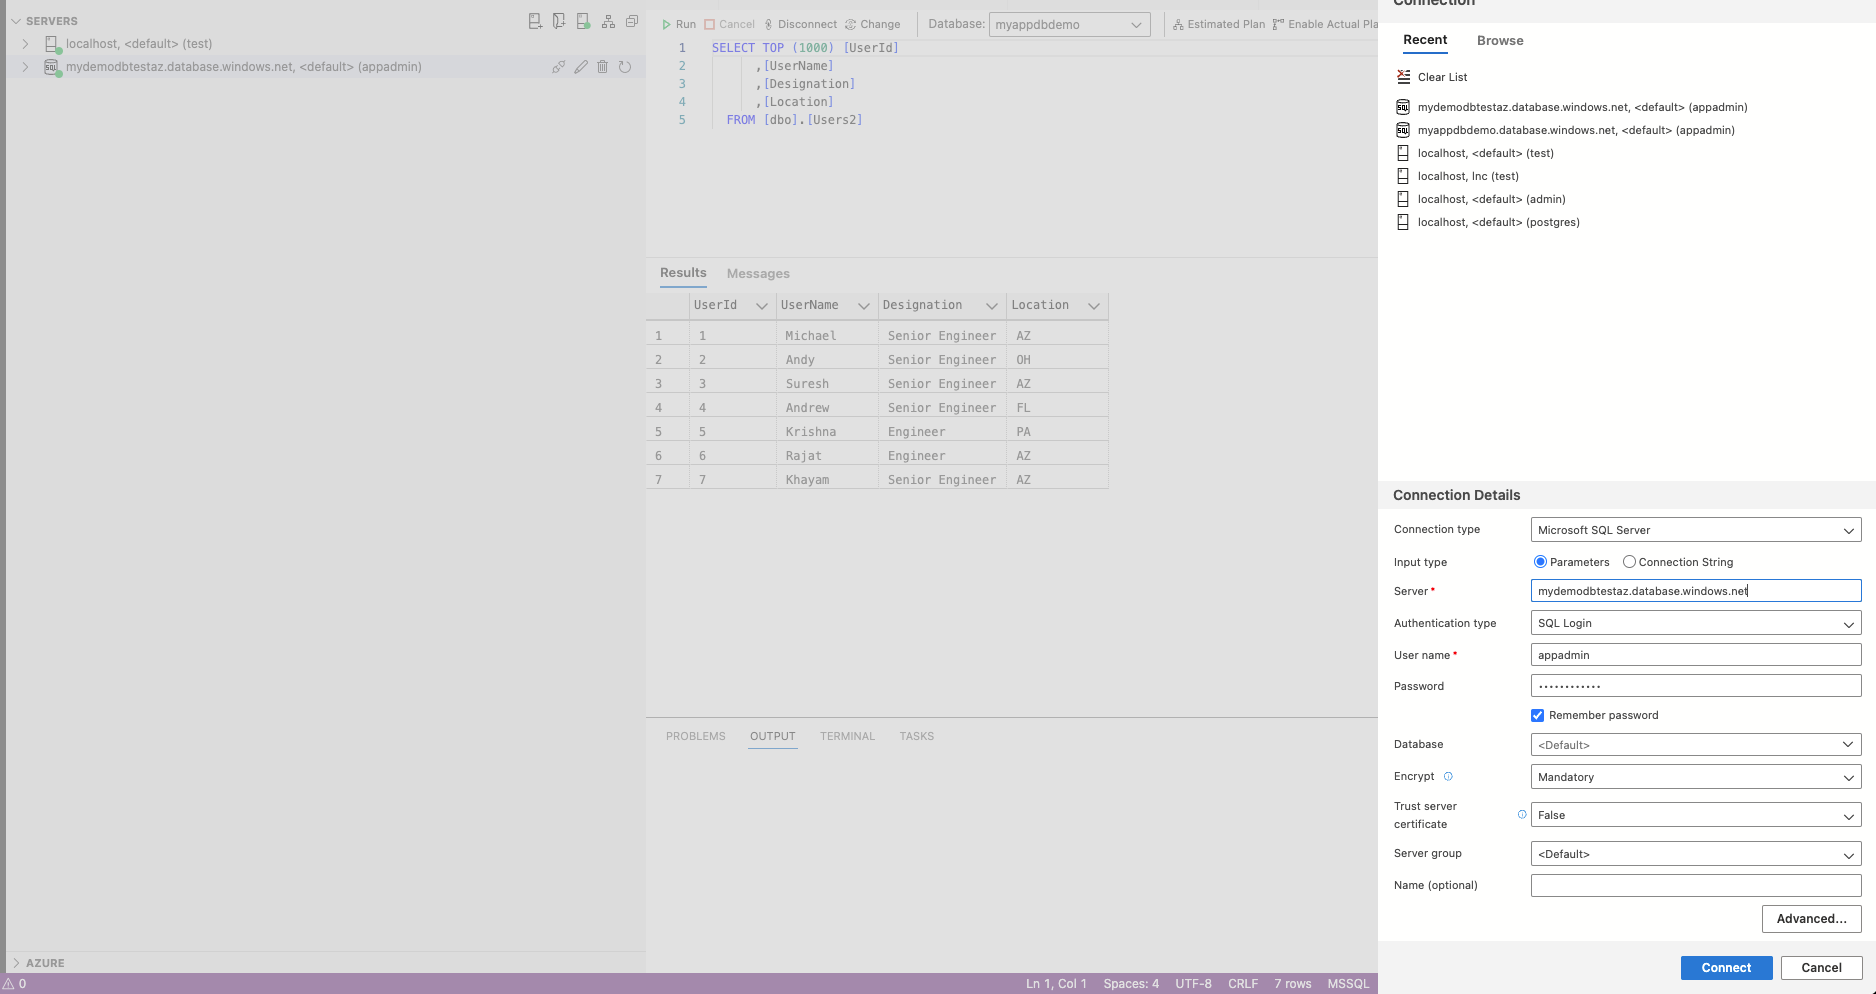 SERVERS
localhost, <default> (test)
mydemodbtestaz.database.windows.net, <default> (appadmin)
Run Cancel Disconnect Change Database: myappdbdemo Estimated Plan Enable Actual Pla
1 SELECT TOP (1000) [UserId]
2 ,[UserName]
3 ,[Designation]
4 ,[Location]
5 FROM [dbo].[Users2]
Results Messages
UserId UserName Designation Location
1 1 Michael Senior Engineer AZ
2 2 Andy Senior Engineer OH
3 3 Suresh Senior Engineer AZ
4 4 Andrew Senior Engineer FL
5 5 Krishna Engineer PA
6 6 Rajat Engineer AZ
7 7 Khayam Senior Engineer AZ
PROBLEMS OUTPUT TERMINAL TASKS
AZURE
0
Ln 1, Col 1 Spaces: 4 UTF-8 CRLF 7 rows MSSQL
Connection
Recent Browse
Clear List
mydemodbtestaz.database.windows.net, <default> (appadmin)
myappdbdemo.database.windows.net, <default> (appadmin)
localhost, <default> (test)
localhost, lnc (test)
localhost, <default> (admin)
localhost, <default> (postgres)
Connection Details
Connection type Microsoft SQL Server
Input type Parameters Connection String
Server* mydemodbtestaz.database.windows.net
Authentication type SQL Login
User name* appadmin
Password ············
Remember password
Database <Default>
Encrypt Mandatory
Trust server
certificate False
Server group <Default>
Name (optional)
Advanced...
Connect Cancel